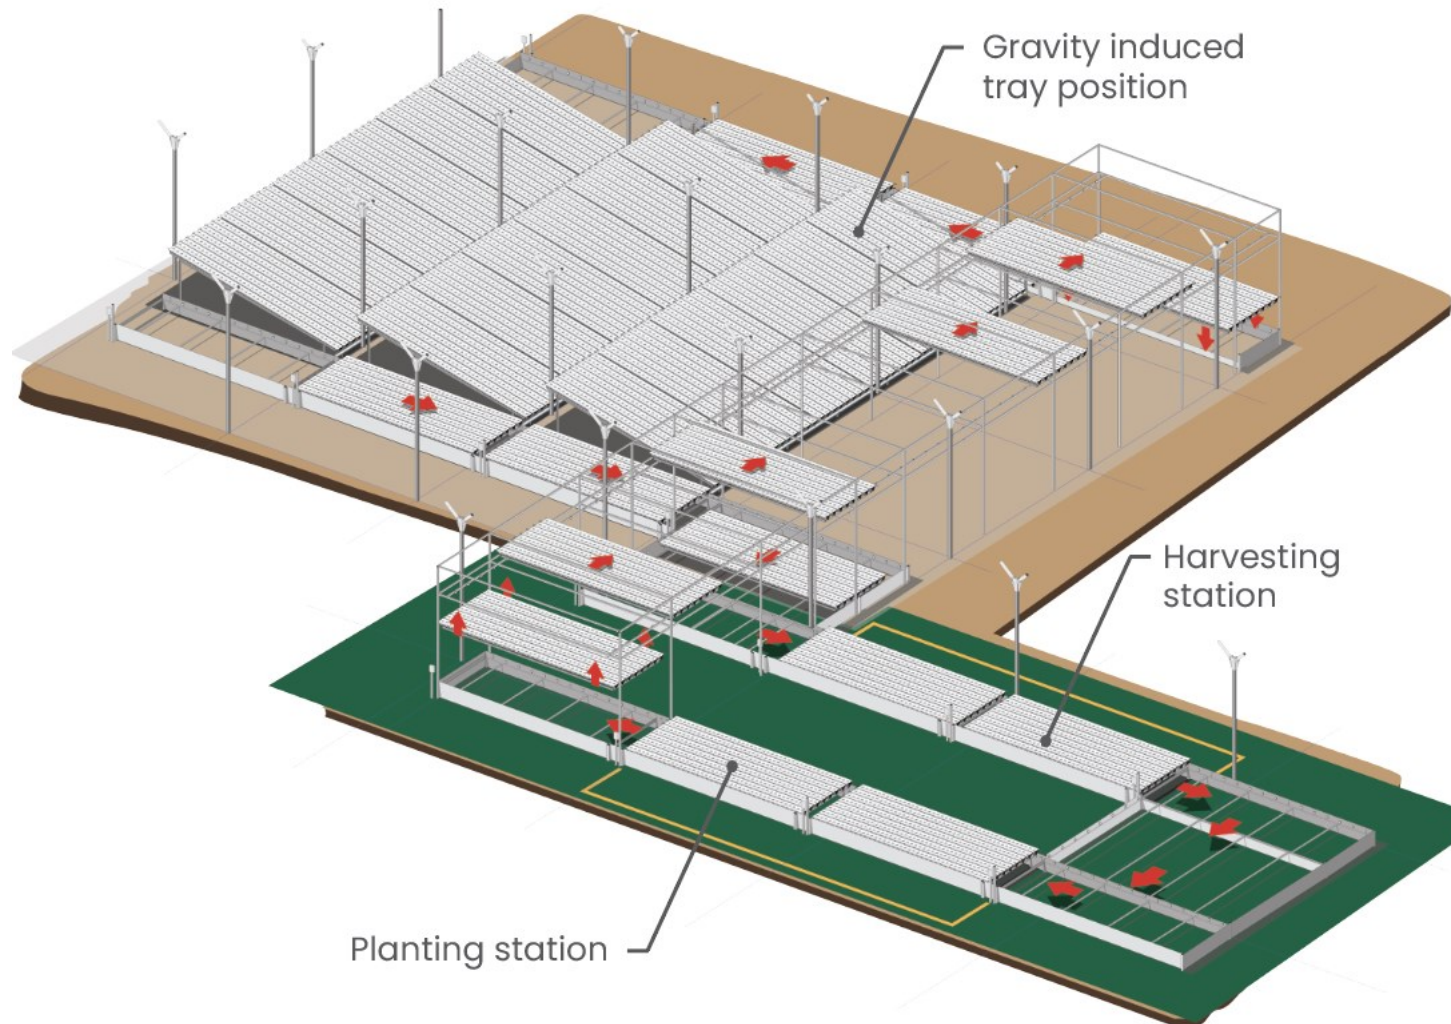 Gravity induced
tray position
Harvesting
station
Planting station